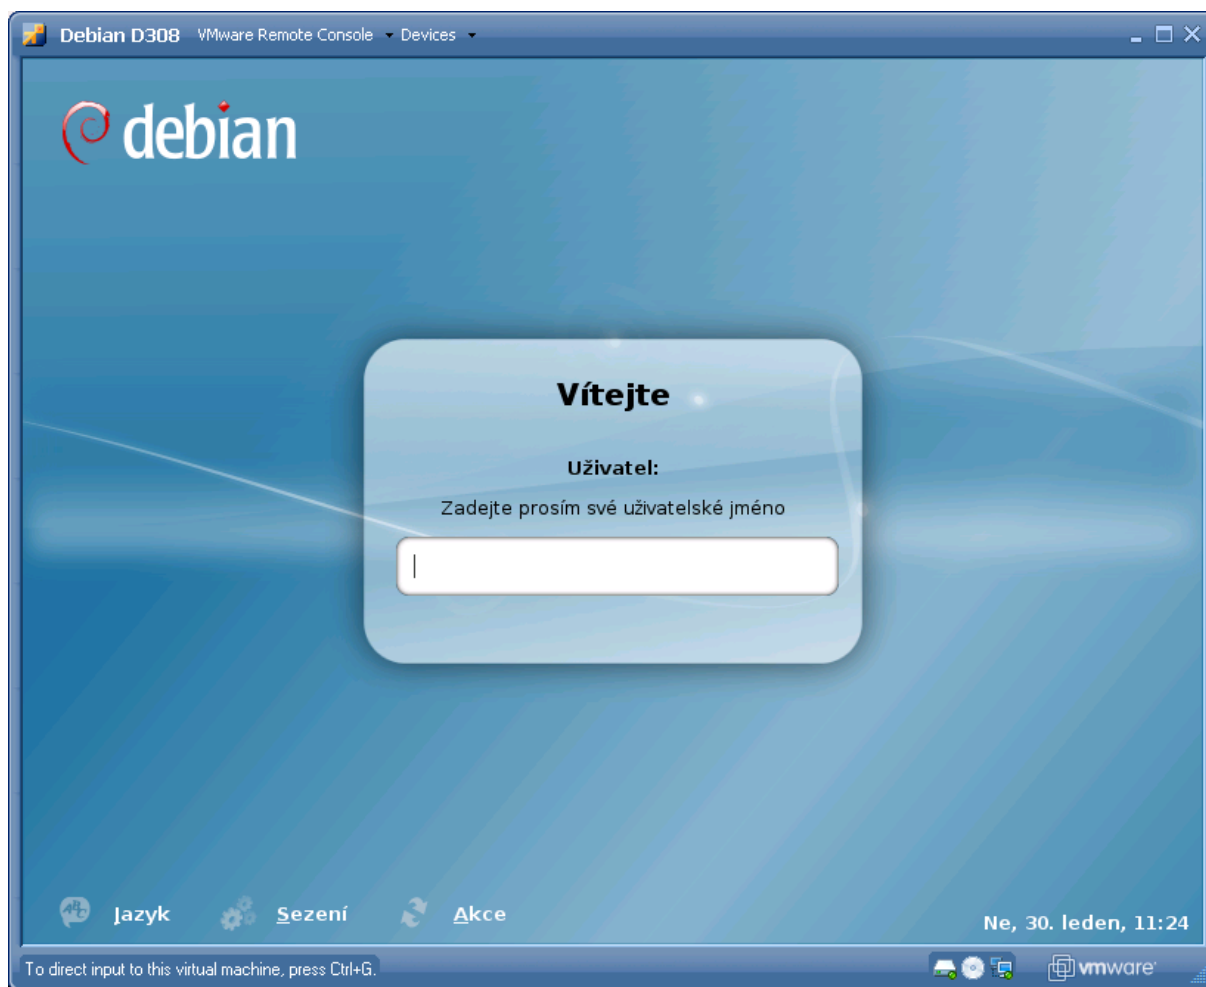 Debian D308 VMware Remote Console Devices
debian
Vítejte
Uživatel:
Zadejte prosím své uživatelské jméno
Jazyk Sezení Akce
Ne, 30. leden, 11:24
To direct input to this virtual machine, press Ctrl+G.
vmware